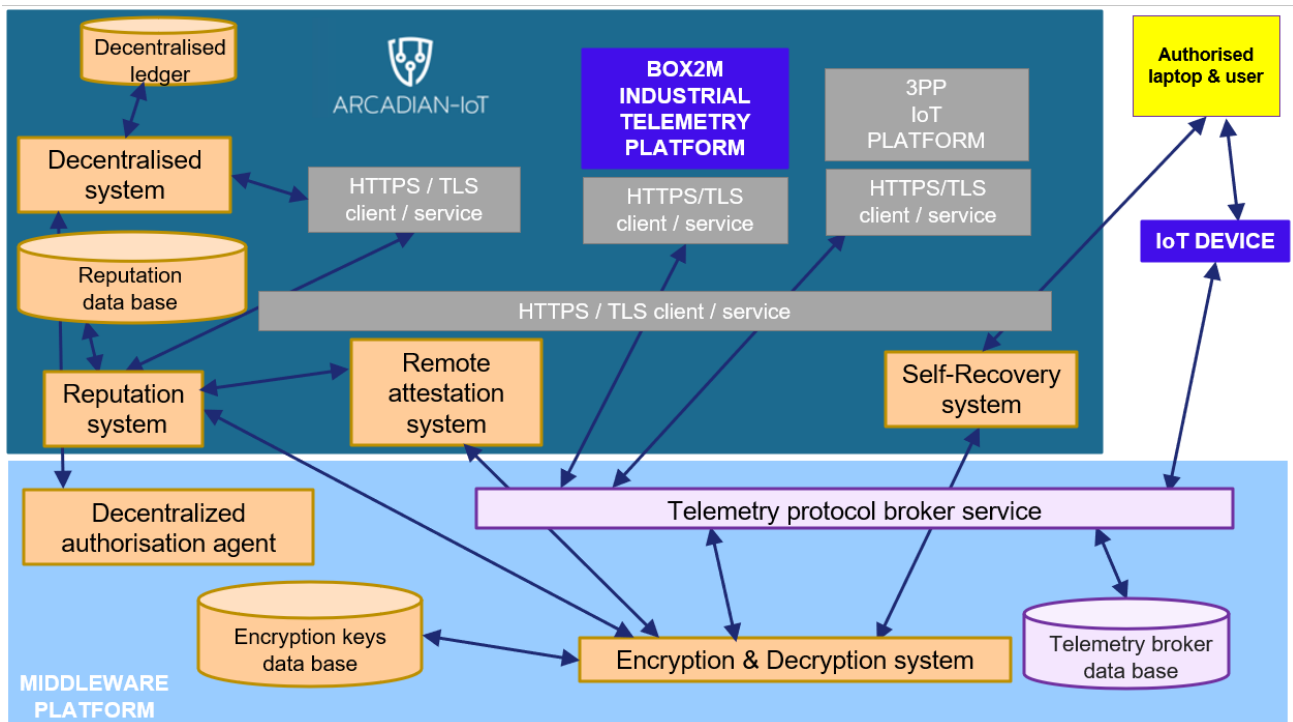 Decentralised
ledger
ARCADIAN-IoT
BOX2M
INDUSTRIAL
TELEMETRY
PLATFORM
3PP
IoT
PLATFORM
Authorised
laptop & user
Decentralised
system
HTTPS / TLS
client / service
HTTPS/TLS
client / service
HTTPS/TLS
client / service
IoT DEVICE
Reputation
data base
HTTPS / TLS client / service
Reputation
system
Remote
attestation
system
Self-Recovery
system
Decentralized
authorisation agent
Telemetry protocol broker service
Encryption keys
data base
Encryption & Decryption system
Telemetry broker
data base
MIDDLEWARE
PLATFORM